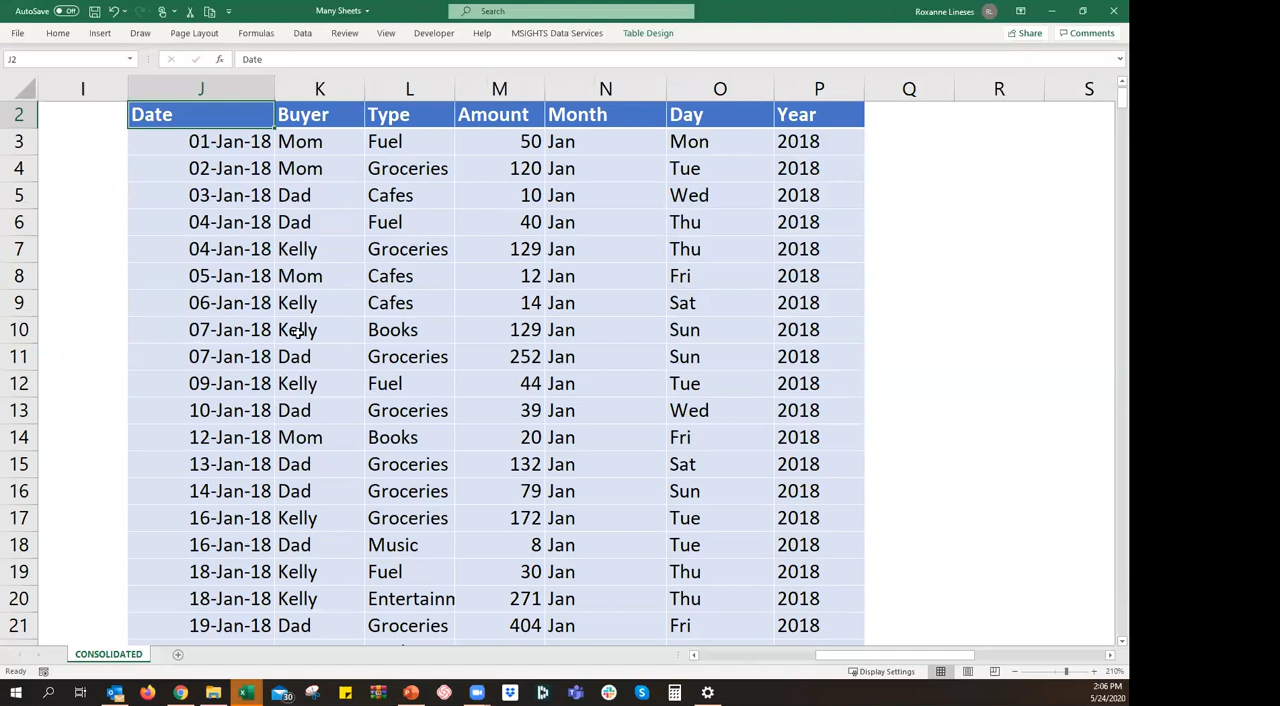 AutoSave Off Many Sheets Search Roxanne Lineses RL
File Home Insert Draw Page Layout Formulas Data Review View Developer Help MSIGHTS Data Services Table Design Share Comments
J2 fx Date
I J K L M N O P Q R S
2 Date Buyer Type Amount Month Day Year
3 01-Jan-18 Mom Fuel 50 Jan Mon 2018
4 02-Jan-18 Mom Groceries 120 Jan Tue 2018
5 03-Jan-18 Dad Cafes 10 Jan Wed 2018
6 04-Jan-18 Dad Fuel 40 Jan Thu 2018
7 04-Jan-18 Kelly Groceries 129 Jan Thu 2018
8 05-Jan-18 Mom Cafes 12 Jan Fri 2018
9 06-Jan-18 Kelly Cafes 14 Jan Sat 2018
10 07-Jan-18 Kelly Books 129 Jan Sun 2018
11 07-Jan-18 Dad Groceries 252 Jan Sun 2018
12 09-Jan-18 Kelly Fuel 44 Jan Tue 2018
13 10-Jan-18 Dad Groceries 39 Jan Wed 2018
14 12-Jan-18 Mom Books 20 Jan Fri 2018
15 13-Jan-18 Dad Groceries 132 Jan Sat 2018
16 14-Jan-18 Dad Groceries 79 Jan Sun 2018
17 16-Jan-18 Kelly Groceries 172 Jan Tue 2018
18 16-Jan-18 Dad Music 8 Jan Tue 2018
19 18-Jan-18 Kelly Fuel 30 Jan Thu 2018
20 18-Jan-18 Kelly Entertainn 271 Jan Thu 2018
21 19-Jan-18 Dad Groceries 404 Jan Fri 2018
CONSOLIDATED
Ready Display Settings 210%
30 2:06 PM
5/24/2020